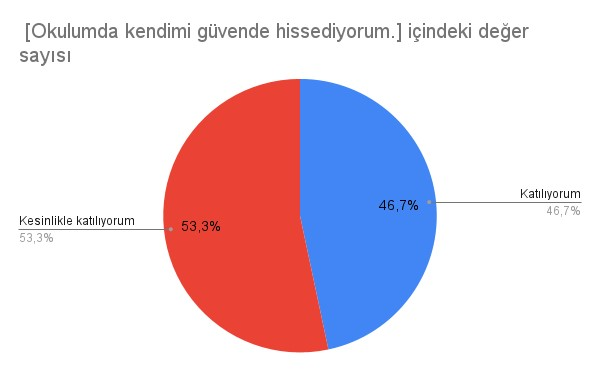 [Okulumda kendimi güvende hissediyorum.] içindeki değer
sayısı
Katılıyorum
46,7%
46,7%
Kesinlikle katılıyorum
53,3%
53,3%